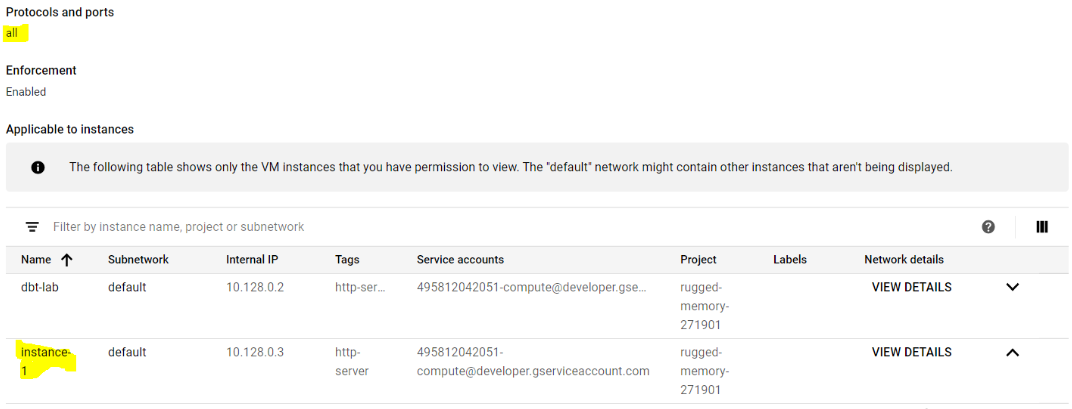 Protocols and ports
all
Enforcement
Enabled
Applicable to instances
The following table shows only the VM instances that you have permission to view. The "default" network might contain other instances that aren't being displayed.
Filter by instance name, project or subnetwork
Name Subnetwork Internal IP Tags Service accounts Project Labels Network details
dbt-lab default 10.128.0.2 http-ser... 495812042051-compute@developer.gse... rugged- VIEW DETAILS
memory-
271901
instance- default 10.128.0.3 http- 495812042051- rugged- VIEW DETAILS
1 server compute@developer.gserviceaccount.com memory-
271901